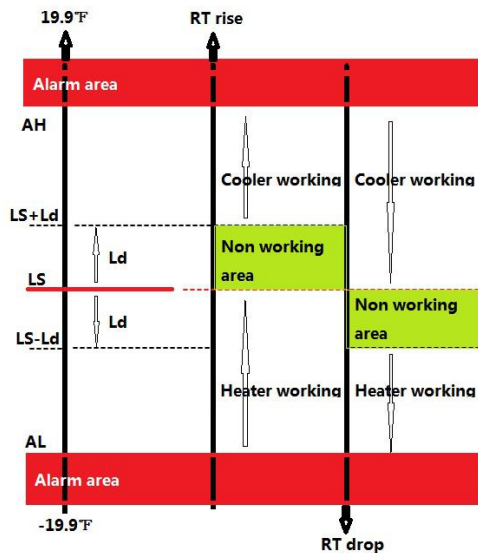 19.9℉
RT rise
Alarm area
AH
Cooler working
Cooler working
LS+Ld
Ld
Non working
area
LS
Ld
Non working
area
LS-Ld
Heater working
Heater working
AL
Alarm area
-19.9℉
RT drop